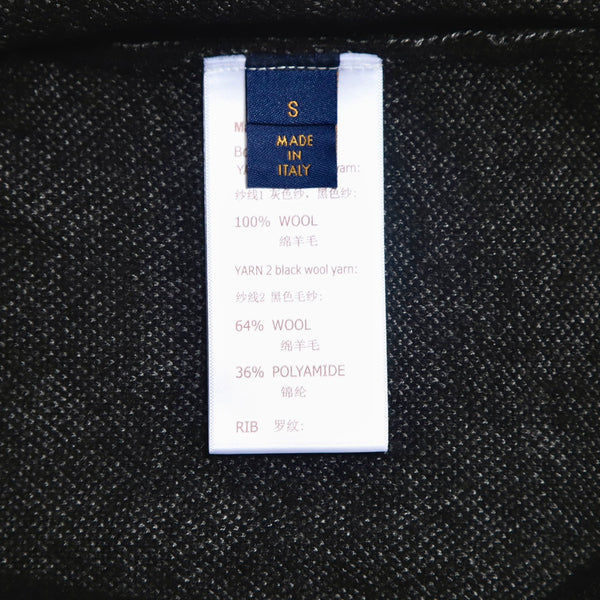 S
MADE
IN
ITALY
yarn:
纱线1 灰色纱, 黑色纱:
100% WOOL
绵羊毛
YARN 2 black wool yarn:
纱线2 黑色毛纱:
64% WOOL
绵羊毛
36% POLYAMIDE
锦纶
RIB 罗纹: